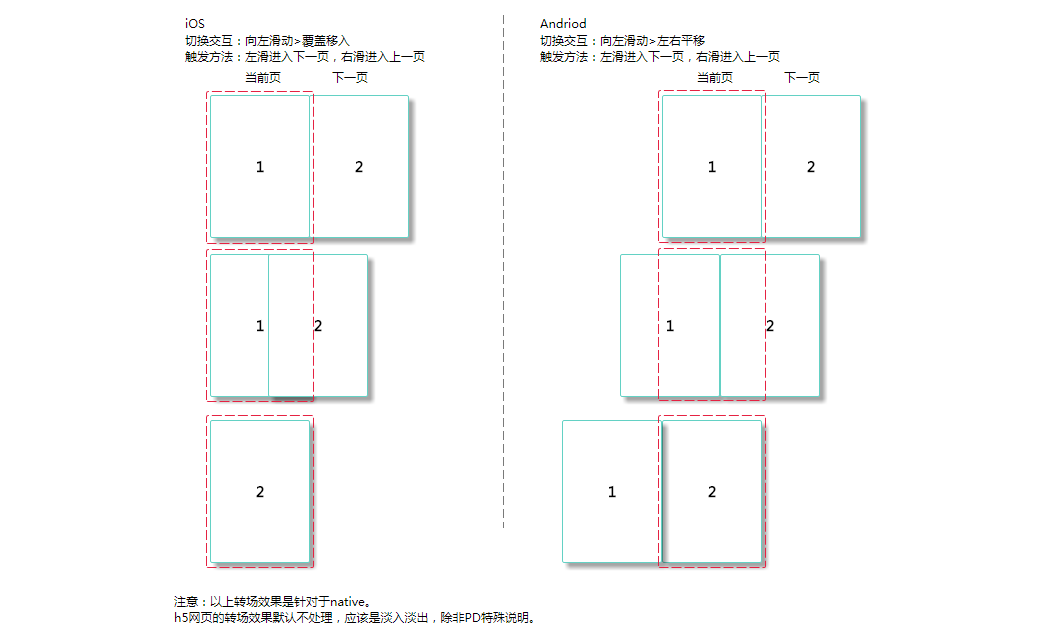 iOS
切换交互：向左滑动>覆盖移入
触发方法：左滑进入下一页，右滑进入上一页
当前页 下一页
1 2
1 2
2
Andriod
切换交互：向左滑动>左右平移
触发方法：左滑进入下一页，右滑进入上一页
当前页 下一页
1 2
1 2
1 2
注意：以上转场效果是针对于native。
h5网页的转场效果默认不处理，应该是淡入淡出，除非PD特殊说明。